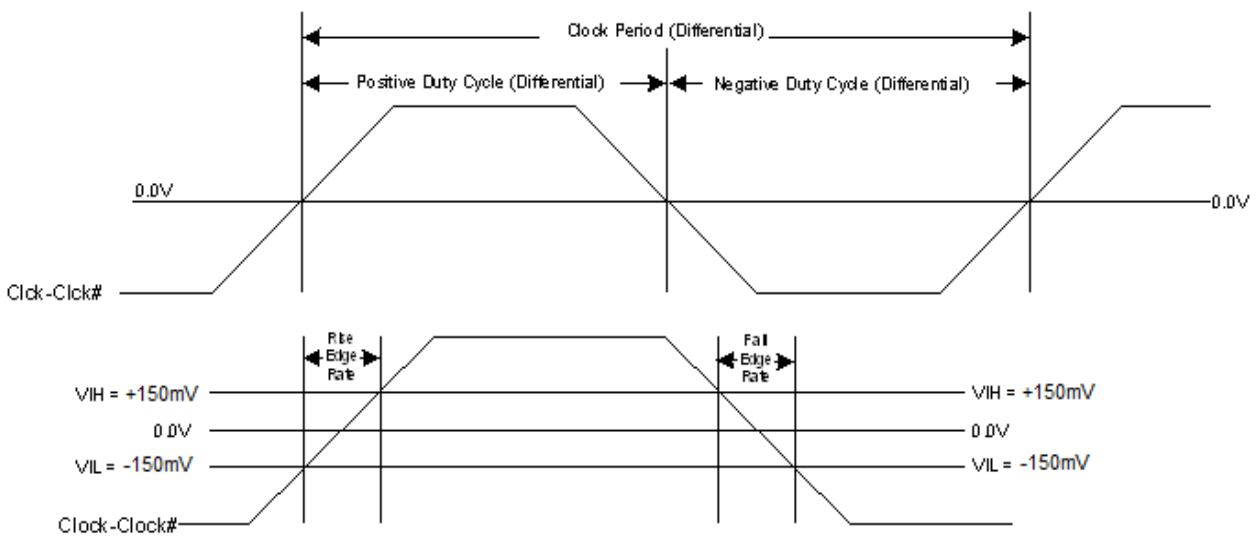 Clock Period (Differential)
Positive Duty Cycle (Differential)
Negative Duty Cycle (Differential)
0.0V
0.0V
Clck-Clck#
Rise
Edge
Rate
Fall
Edge
Rate
VIH = +150mV
VIH = +150mV
0.0V
0.0V
VIL = -150mV
VIL = -150mV
Clock-Clock#